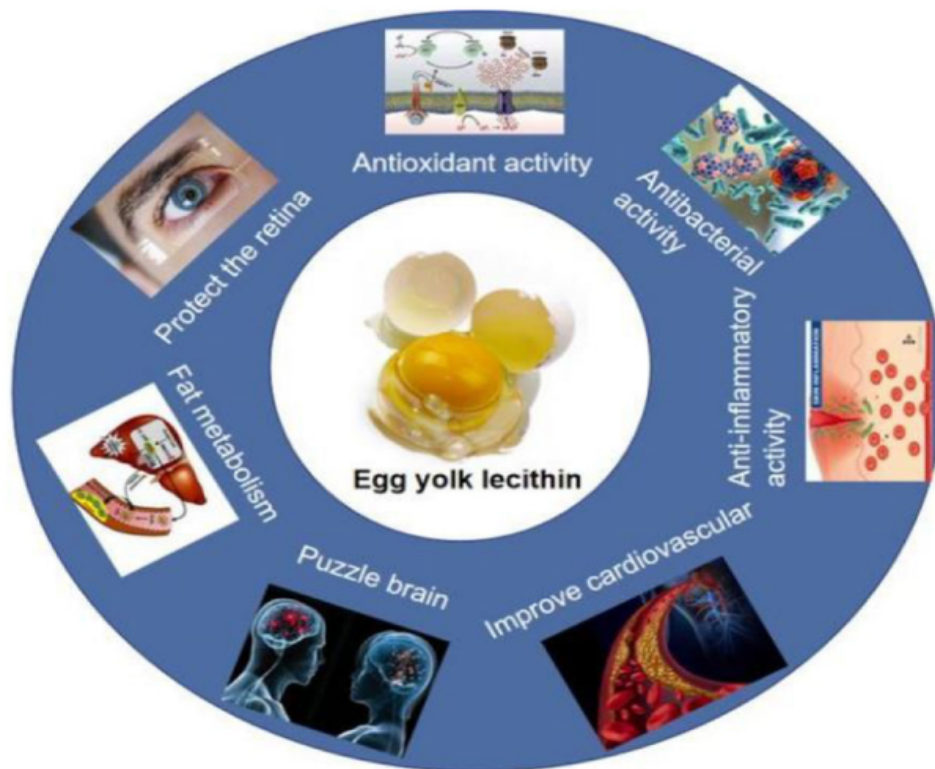 Antioxidant activity
Antibacterial
activity
Anti-inflammatory
activity
Improve cardiovascular
Puzzle brain
Fat metabolism
Protect the retina
Egg yolk lecithin